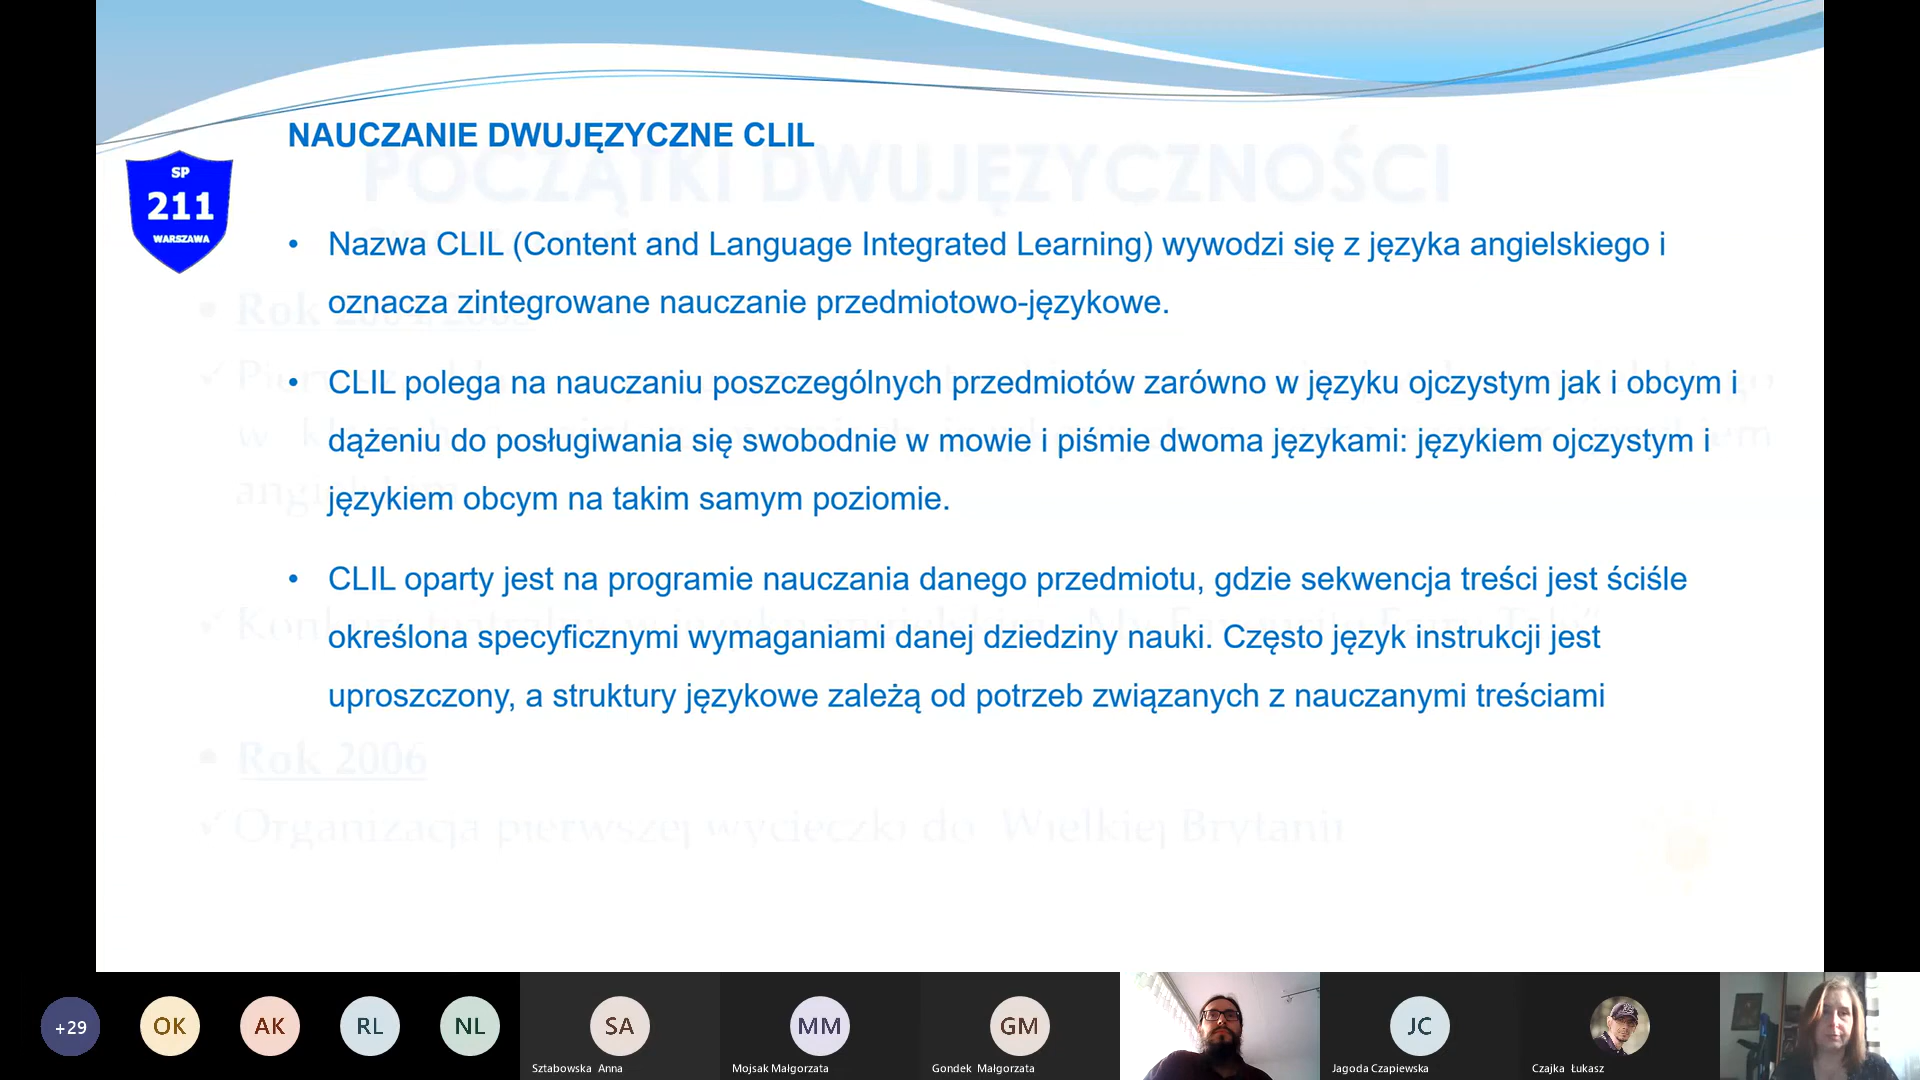 NAUCZANIE DWUJĘZYCZNE CLIL
POCZĄTKI DWUJĘZYCZNOŚCI
SP
211
WARSZAWA
• Nazwa CLIL (Content and Language Integrated Learning) wywodzi się z języka angielskiego i
oznacza zintegrowane nauczanie przedmiotowo-językowe.
• Rok
• CLIL polega na nauczaniu poszczególnych przedmiotów zarówno w języku ojczystym jak i obcym i
dążeniu do posługiwania się swobodnie w mowie i piśmie dwoma językami: językiem ojczystym i
językiem obcym na takim samym poziomie.
• CLIL oparty jest na programie nauczania danego przedmiotu, gdzie sekwencja treści jest ściśle
określona specyficznymi wymaganiami danej dziedziny nauki. Często język instrukcji jest
uproszczony, a struktury językowe zależą od potrzeb związanych z nauczanymi treściami
• Rok 2006
✓ Organizacja pierwszej wycieczki do Wielkiej Brytanii
+29
OK
AK
RL
NL
SA
MM
GM
JC
Sztabowska Anna
Mojsak Małgorzata
Gondek Małgorzata
Jagoda Czapiewska
Czajka Łukasz